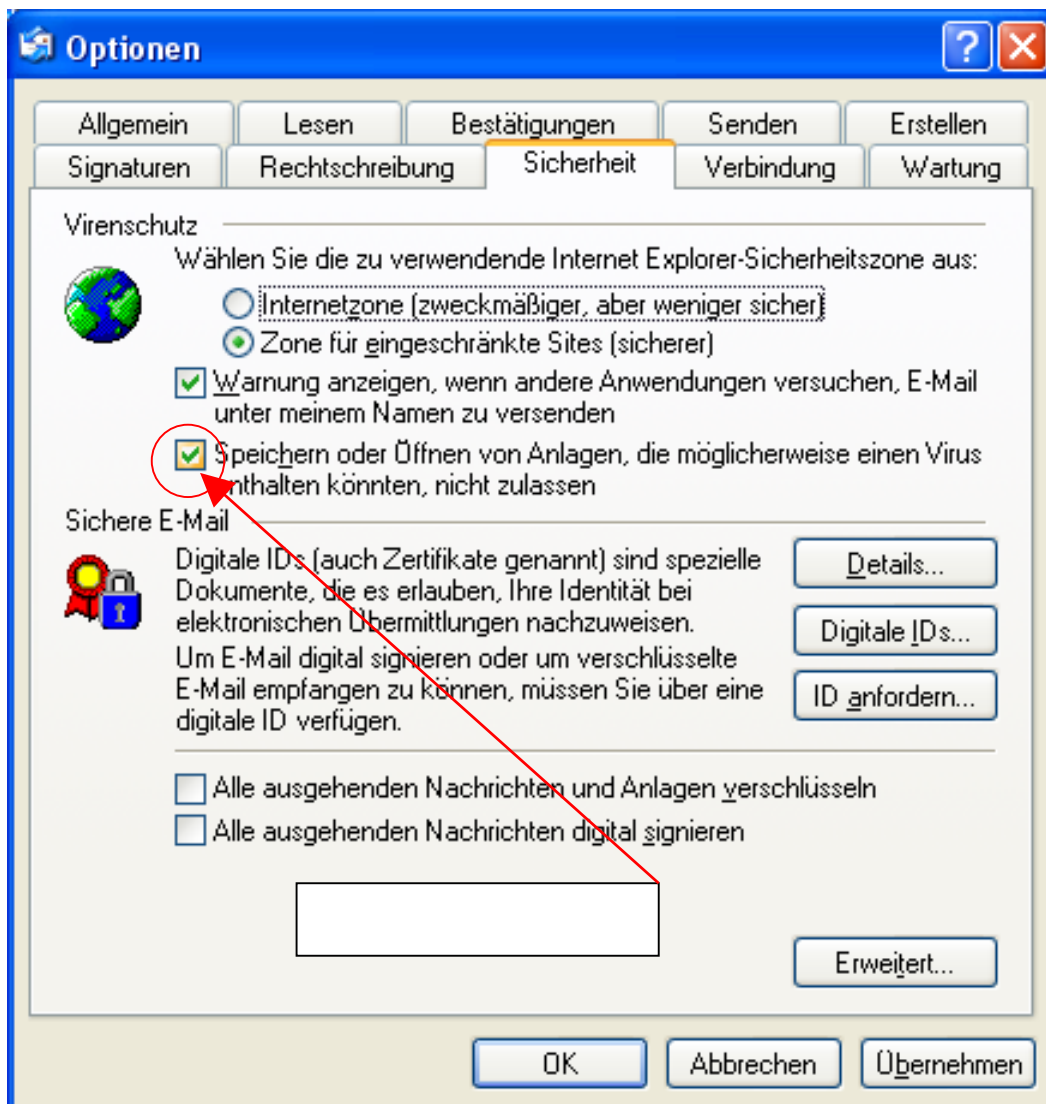 Optionen
Allgemein Lesen Bestätigungen Senden Erstellen
Signaturen Rechtschreibung Sicherheit Verbindung Wartung
Virenschutz
Wählen Sie die zu verwendende Internet Explorer-Sicherheitszone aus:
Internetzone (zweckmäßiger, aber weniger sicher)
Zone für eingeschränkte Sites (sicherer)
Warnung anzeigen, wenn andere Anwendungen versuchen, E-Mail
unter meinem Namen zu versenden
Speichern oder Öffnen von Anlagen, die möglicherweise einen Virus
enthalten könnten, nicht zulassen
Sichere E-Mail
Digitale IDs (auch Zertifikate genannt) sind spezielle
Dokumente, die es erlauben, Ihre Identität bei
elektronischen Übermittlungen nachzuweisen.
Um E-Mail digital signieren oder um verschlüsselte
E-Mail empfangen zu können, müssen Sie über eine
digitale ID verfügen.
Details...
Digitale IDs...
ID anfordern...
Alle ausgehenden Nachrichten und Anlagen verschlüsseln
Alle ausgehenden Nachrichten digital signieren
Erweitert...
OK Abbrechen Übernehmen